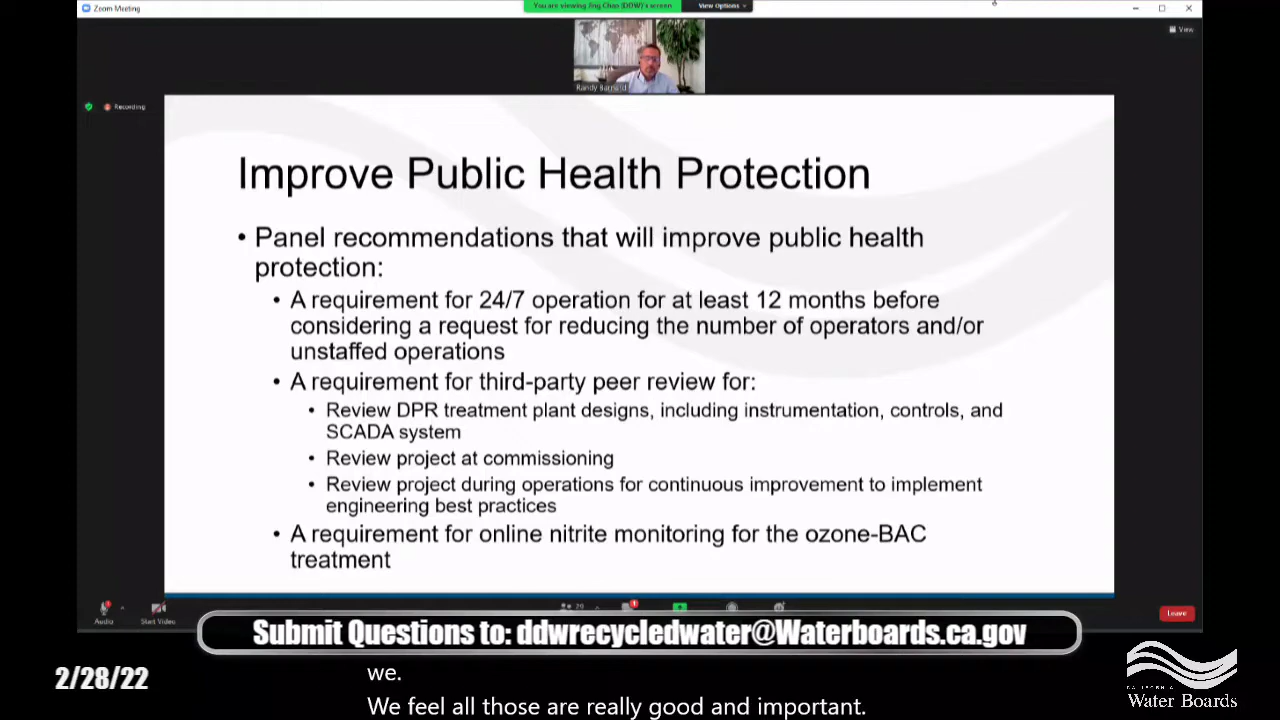 Zoom Meeting
You are viewing Jing Chao (DDW)'s screen
View Options
View
Randy Barnard
Recording
Improve Public Health Protection
• Panel recommendations that will improve public health
protection:
• A requirement for 24/7 operation for at least 12 months before
considering a request for reducing the number of operators and/or
unstaffed operations
• A requirement for third-party peer review for:
• Review DPR treatment plant designs, including instrumentation, controls, and
SCADA system
• Review project at commissioning
• Review project during operations for continuous improvement to implement
engineering best practices
• A requirement for online nitrite monitoring for the ozone-BAC
treatment
Audio
Start Video
20
Leave
Submit Questions to: ddwrecycledwater@Waterboards.ca.gov
2/28/22
we.
We feel all those are really good and important.
CALIFORNIA
Water Boards